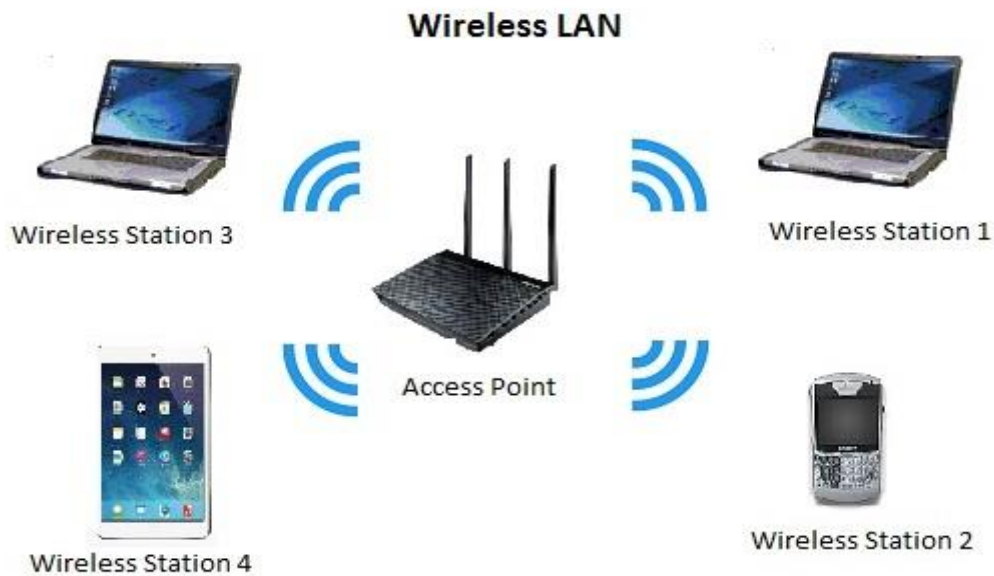 Wireless LAN
Wireless Station 3
Wireless Station 1
Access Point
Wireless Station 4
Wireless Station 2